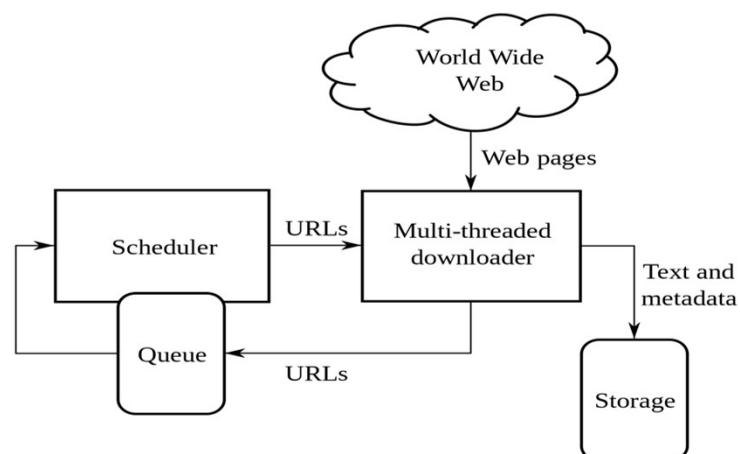 World Wide
Web
Web pages
Scheduler
URLs
Multi-threaded
downloader
Text and
metadata
Queue
URLs
Storage